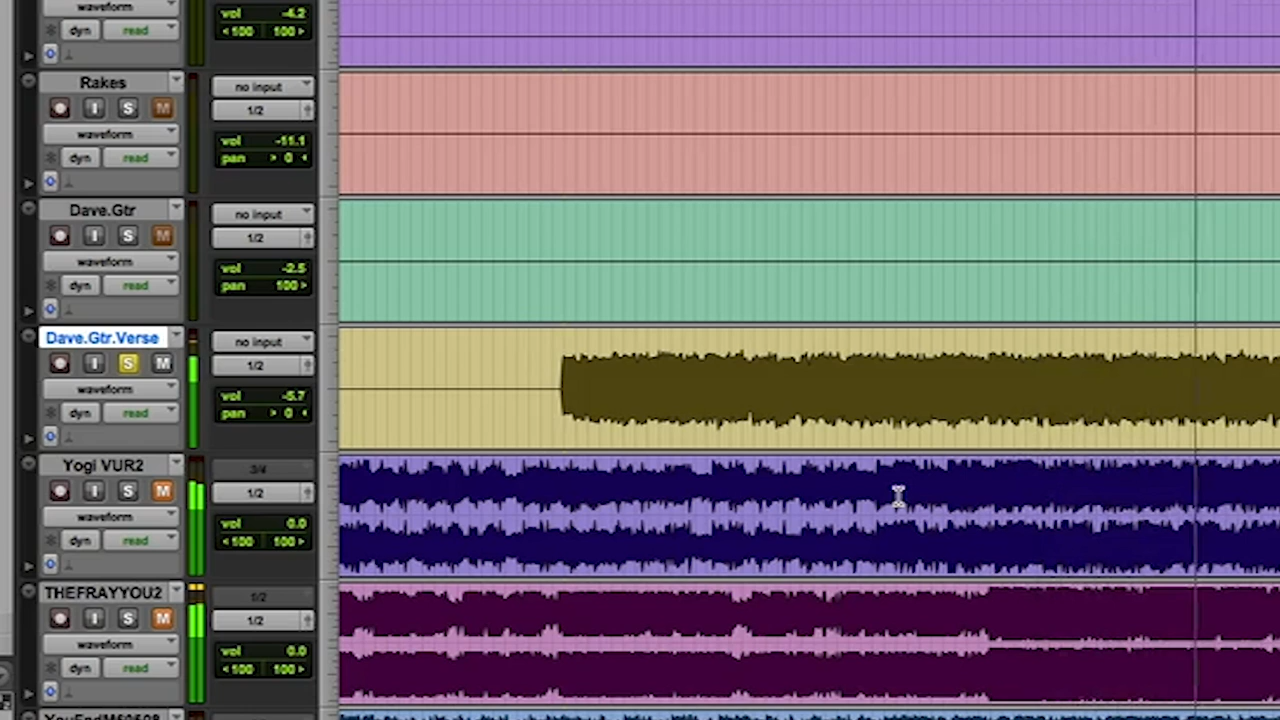 waveform
vol -4.2
dyn read
‹100 100›
Rakes
no input
I S M
1/2
waveform
vol -11.1
dyn read
pan › 0 ‹
Dave.Gtr
no input
I S M
1/2
waveform
vol -2.5
dyn read
pan 100›
Dave.Gtr.Verse
no input
I S M
1/2
waveform
vol -5.7
dyn read
pan › 0 ‹
Yogi VUR2
3/4
I S M
1/2
waveform
vol 0.0
dyn read
‹100 100›
THEFRAYYOU2
1/2
I S M
1/2
waveform
vol 0.0
dyn read
‹100 100›